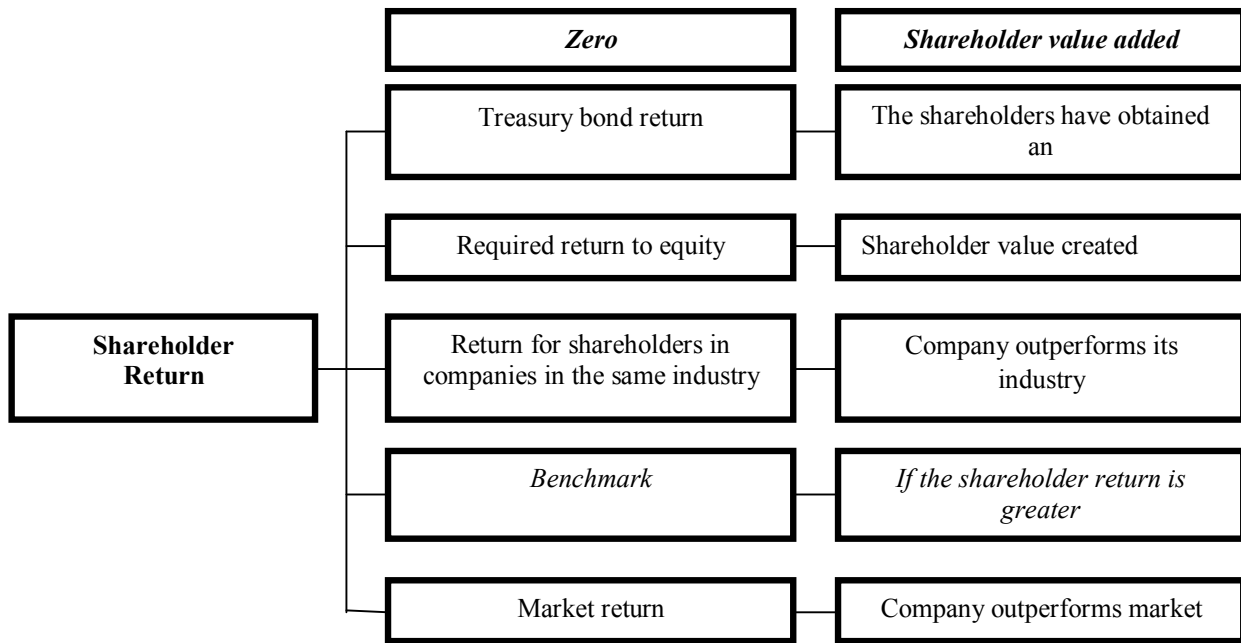 Zero
Shareholder value added
Treasury bond return
The shareholders have obtained
an
Required return to equity
Shareholder value created
Shareholder
Return
Return for shareholders in
companies in the same industry
Company outperforms its
industry
Benchmark
If the shareholder return is
greater
Market return
Company outperforms market